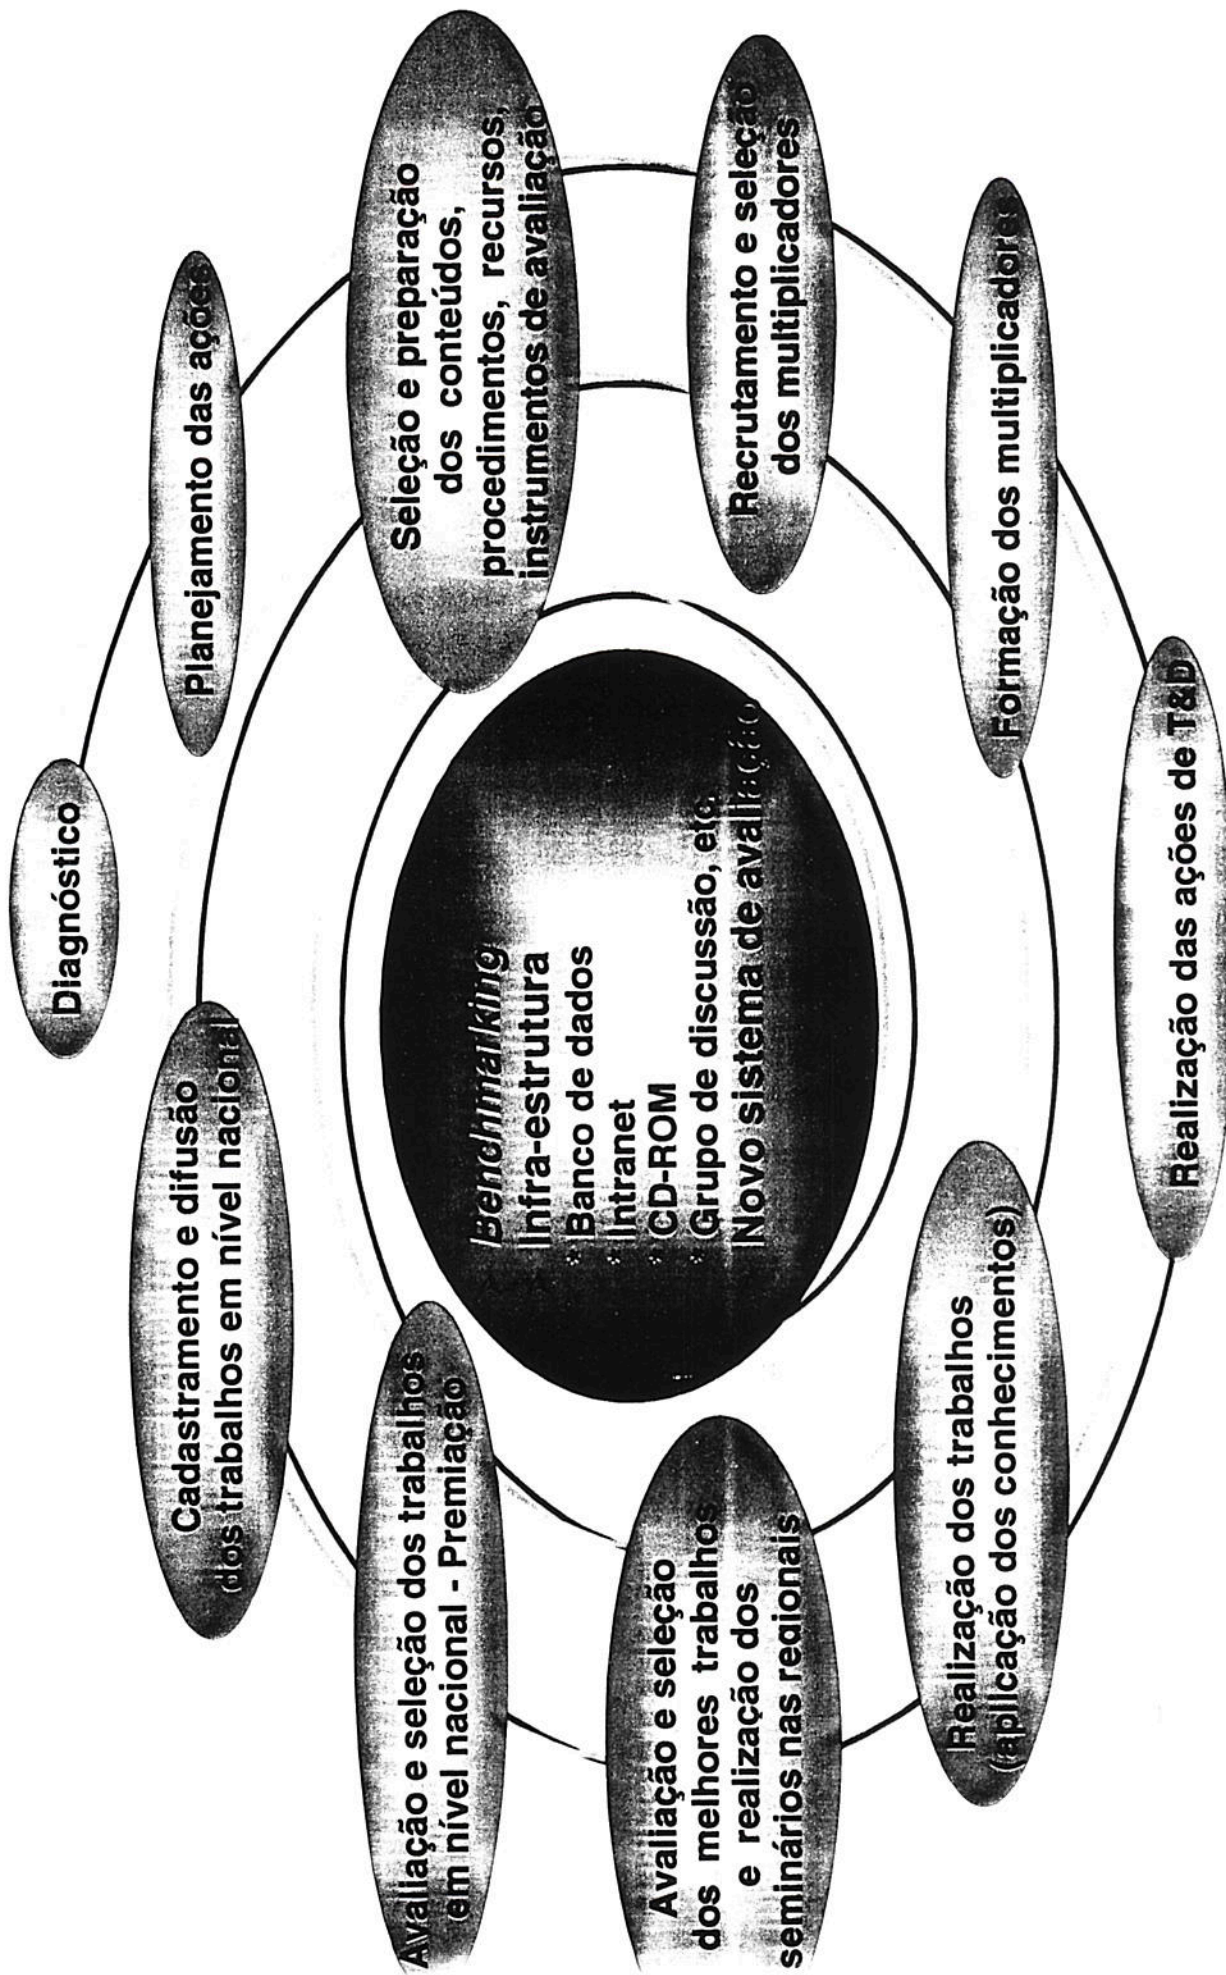 Diagnóstico
Planejamento das ações
Seleção e preparação
dos conteúdos,
procedimentos, recursos,
instrumentos de avaliação
Recrutamento e seleção
dos multiplicadores
Formação dos multiplicadores
Realização das ações de T&D
Realização dos trabalhos
(aplicação dos conhecimentos)
Avaliação e seleção
dos melhores trabalhos
e realização dos
seminários nas regionais
Avaliação e seleção dos trabalhos
em nível nacional - Premiação
Cadastramento e difusão
dos trabalhos em nível nacional
Benchmarking
Infra-estrutura
* Banco de dados
* Intranet
* CD-ROM
* Grupo de discussão, etc.
Novo sistema de avaliação